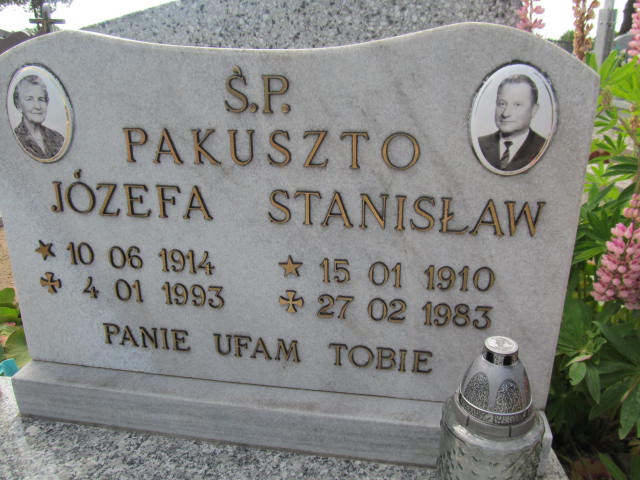 Ś.P.
PAKUSZTO
JÓZEFA STANISŁAW
10 06 1914 15 01 1910
4 01 1993 27 02 1983
PANIE UFAM TOBIE